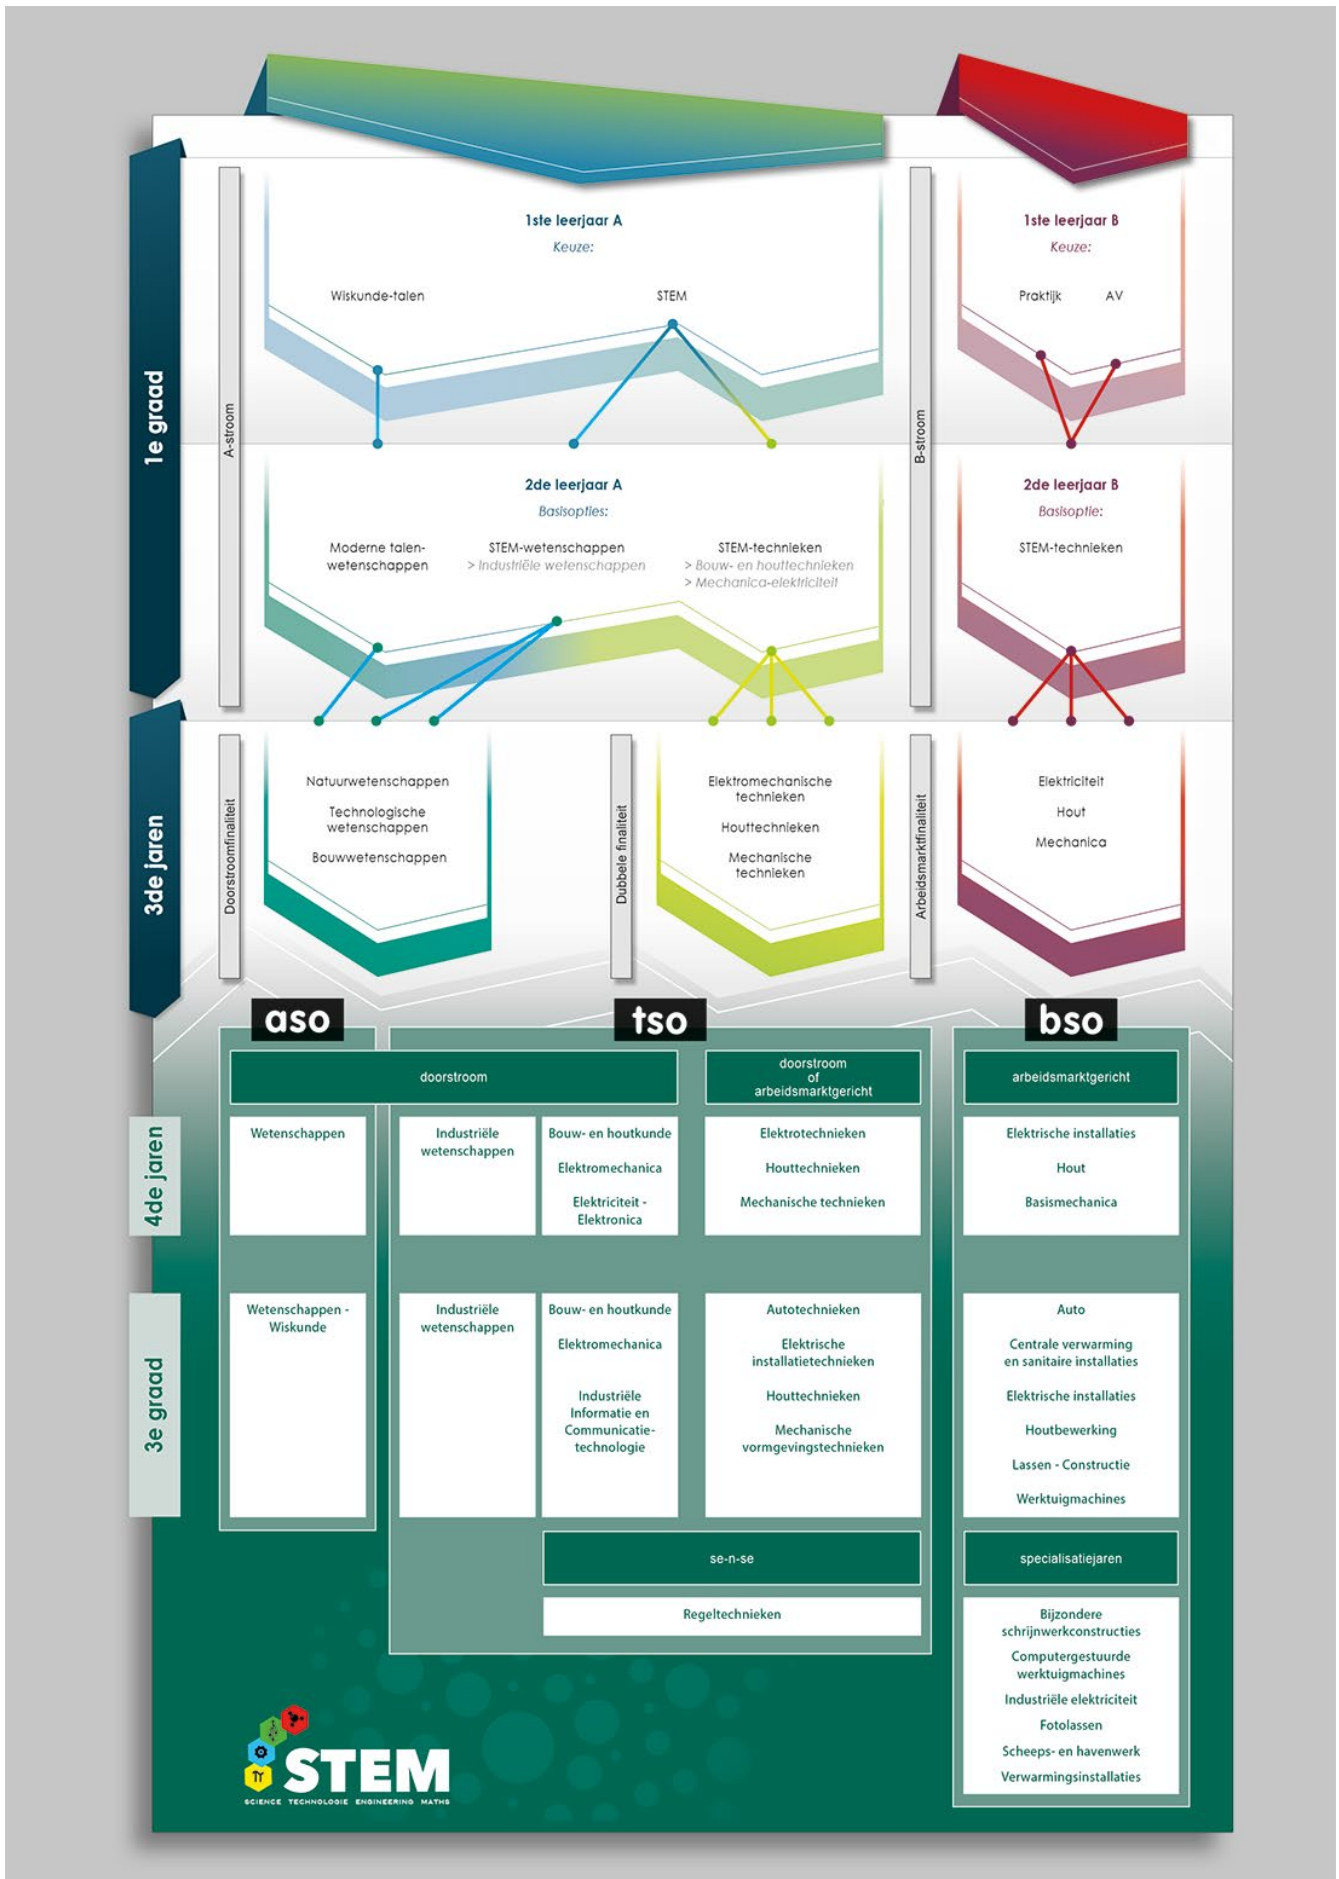 1e graad
A-stroom
1ste leerjaar A
Keuze:
Wiskunde-talen
STEM
B-stroom
1ste leerjaar B
Keuze:
Praktijk
AV
2de leerjaar A
Basisopties:
Moderne talen-
wetenschappen
STEM-wetenschappen
> Industriële wetenschappen
STEM-technieken
> Bouw- en houttechnieken
> Mechanica-elektriciteit
2de leerjaar B
Basisoptie:
STEM-technieken
3de jaren
Doorstroomfinaliteit
Natuurwetenschappen
Technologische
wetenschappen
Bouwwetenschappen
Dubbele finaliteit
Elektromechanische
technieken
Houttechnieken
Mechanische
technieken
Arbeidsmarktfinaliteit
Elektriciteit
Hout
Mechanica
aso
tso
bso
doorstroom
doorstroom
of
arbeidsmarktgericht
arbeidsmarktgericht
4de jaren
Wetenschappen
Industriële
wetenschappen
Bouw- en houtkunde
Elektromechanica
Elektriciteit -
Elektronica
Elektrotechnieken
Houttechnieken
Mechanische technieken
Elektrische installaties
Hout
Basismechanica
3e graad
Wetenschappen -
Wiskunde
Industriële
wetenschappen
Bouw- en houtkunde
Elektromechanica
Industriële
Informatie en
Communicatie-
technologie
Autotechnieken
Elektrische
installatietechnieken
Houttechnieken
Mechanische
vormgevingstechnieken
Auto
Centrale verwarming
en sanitaire installaties
Elektrische installaties
Houtbewerking
Lassen - Constructie
Werktuigmachines
se-n-se
Regeltechnieken
specialisatiejaren
Bijzondere
schrijnwerkconstructies
Computergestuurde
werktuigmachines
Industriële elektriciteit
Fotolassen
Scheeps- en havenwerk
Verwarmingsinstallaties
π
STEM
SCIENCE TECHNOLOGIE ENGINEERING MATHS